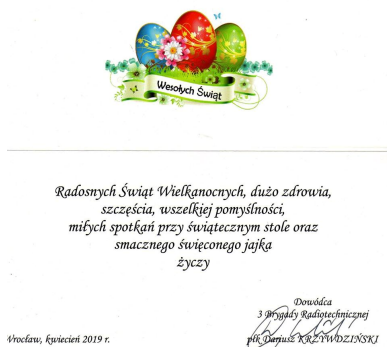 Wesołych Świąt
Radosnych Świąt Wielkanocnych, dużo zdrowia,
szczęścia, wszelkiej pomyślności,
miłych spotkań przy świątecznym stole oraz
smacznego święconego jajka
życzy
Dowódca
3 Brygady Radiotechnicznej
płk Dariusz KRZYWDZIŃSKI
Wrocław, kwiecień 2019 r.